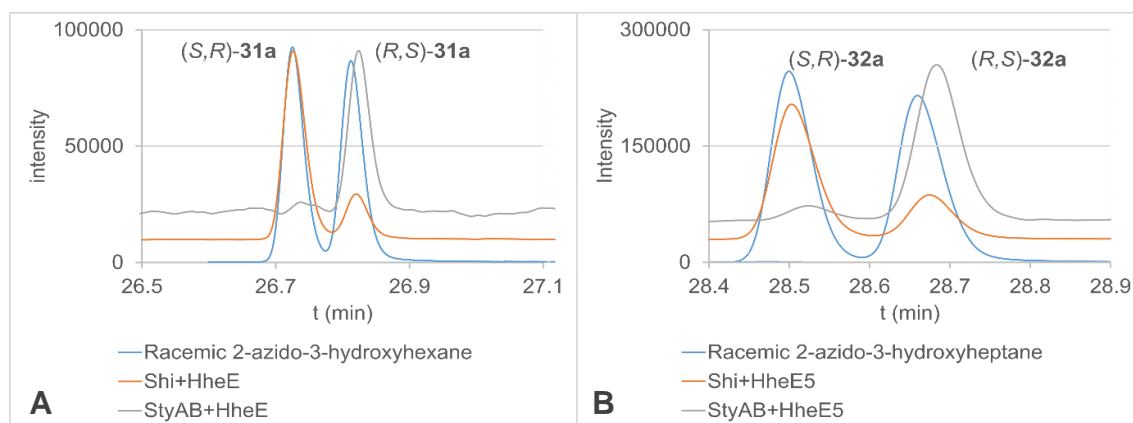 100000
(S,R)-31a
(R,S)-31a
intensity
50000
0
26.5
26.7
26.9
27.1
t (min)
Racemic 2-azido-3-hydroxyhexane
Shi+HheE
StyAB+HheE
A
300000
(S,R)-32a
(R,S)-32a
Intensity
150000
0
28.4
28.5
28.6
28.7
28.8
28.9
t (min)
Racemic 2-azido-3-hydroxyheptane
Shi+HheE5
StyAB+HheE5
B